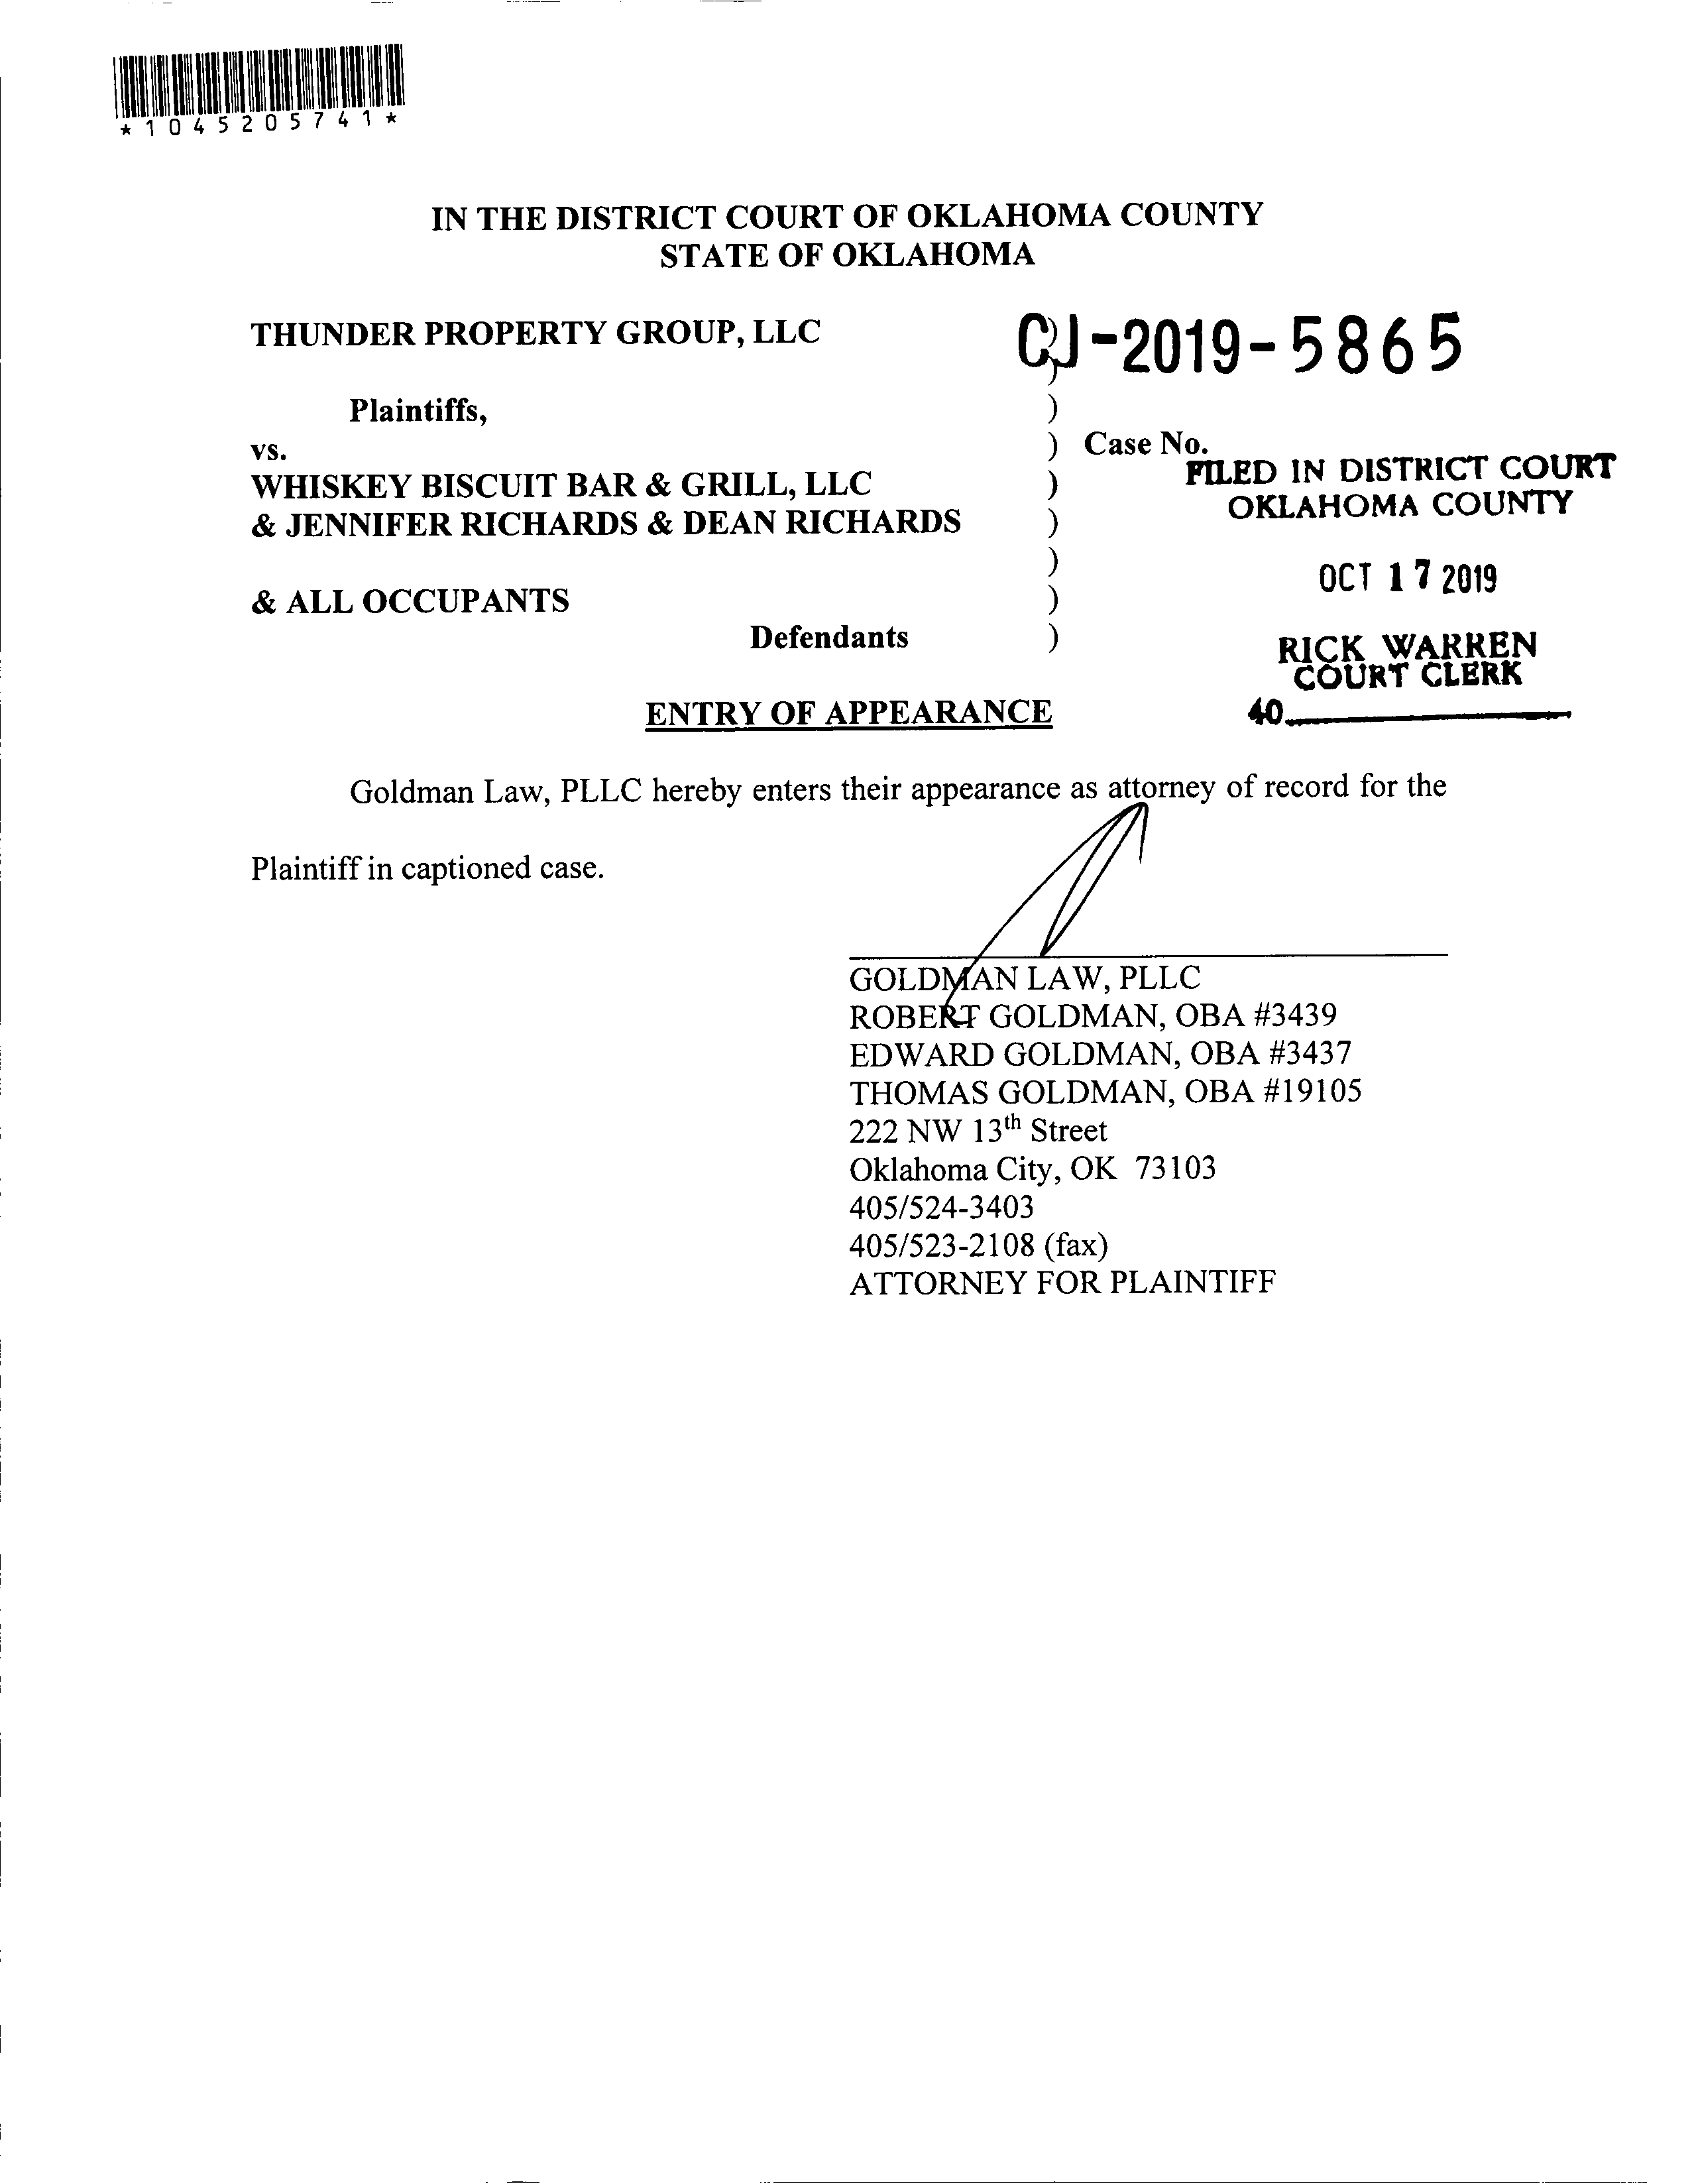 *1045205741*
IN THE DISTRICT COURT OF OKLAHOMA COUNTY
STATE OF OKLAHOMA
THUNDER PROPERTY GROUP, LLC
CJ-2019-5865
)
Plaintiffs, )
vs. ) Case No.
WHISKEY BISCUIT BAR & GRILL, LLC )
& JENNIFER RICHARDS & DEAN RICHARDS )
)
& ALL OCCUPANTS )
Defendants )
FILED IN DISTRICT COURT
OKLAHOMA COUNTY
OCT 17 2019
RICK WARREN
COURT CLERK
40
ENTRY OF APPEARANCE
Goldman Law, PLLC hereby enters their appearance as attorney of record for the
Plaintiff in captioned case.
GOLDMAN LAW, PLLC
ROBERT GOLDMAN, OBA #3439
EDWARD GOLDMAN, OBA #3437
THOMAS GOLDMAN, OBA #19105
222 NW 13th Street
Oklahoma City, OK 73103
405/524-3403
405/523-2108 (fax)
ATTORNEY FOR PLAINTIFF